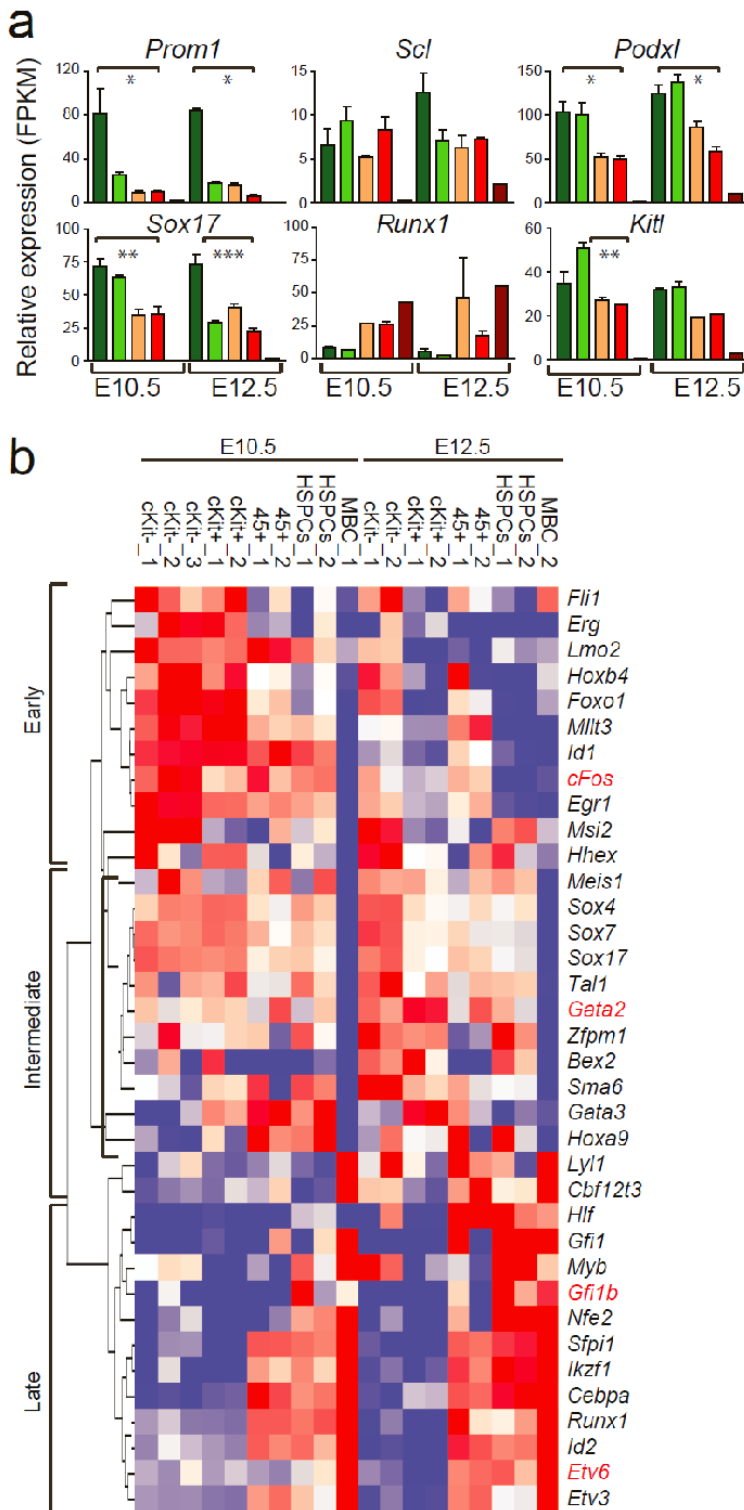 a
Prom1
Scl
Podxl
Relative expression (FPKM)
120
80
40
0
*
*
15
10
5
0
150
100
50
0
*
*
Sox17
Runx1
Kitl
100
75
50
25
0
**
***
100
75
50
25
0
60
40
20
0
**
E10.5
E12.5
E10.5
E12.5
E10.5
E12.5
b
E10.5
E12.5
cKit-_1
cKit-_2
cKit-_3
cKit+_1
cKit+_2
45+_1
45+_2
HSPCs_1
HSPCs_2
MBC_1
cKit-_1
cKit-_2
cKit+_1
cKit+_2
45+_1
45+_2
HSPCs_1
HSPCs_2
MBC_2
Early
Intermediate
Late
Fli1
Erg
Lmo2
Hoxb4
Foxo1
Mllt3
Id1
cFos
Egr1
Msi2
Hhex
Meis1
Sox4
Sox7
Sox17
Tal1
Gata2
Zfpm1
Bex2
Sma6
Gata3
Hoxa9
Lyl1
Cbf12t3
Hlf
Gfi1
Myb
Gfi1b
Nfe2
Sfpi1
Ikzf1
Cebpa
Runx1
Id2
Etv6
Etv3